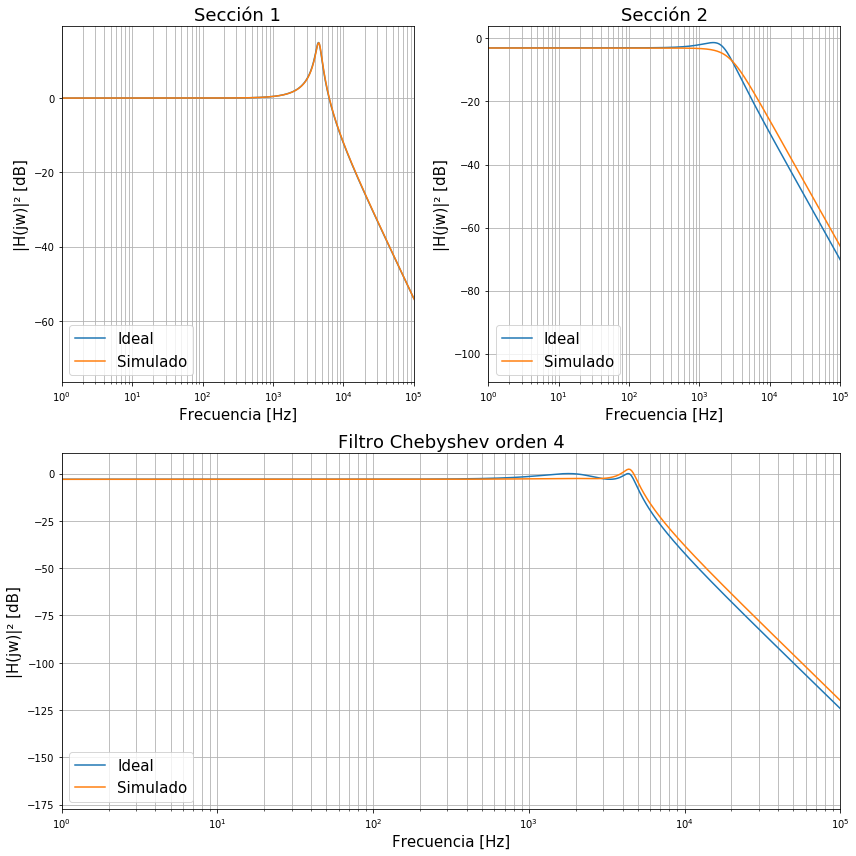 Sección 1
|H(jw)|² [dB]
0
−20
−40
−60
Ideal
Simulado
10⁰ 10¹ 10² 10³ 10⁴ 10⁵
Frecuencia [Hz]
Sección 2
|H(jw)|² [dB]
0
−20
−40
−60
−80
−100
Ideal
Simulado
10⁰ 10¹ 10² 10³ 10⁴ 10⁵
Frecuencia [Hz]
Filtro Chebyshev orden 4
|H(jw)|² [dB]
0
−25
−50
−75
−100
−125
−150
−175
Ideal
Simulado
10⁰ 10¹ 10² 10³ 10⁴ 10⁵
Frecuencia [Hz]